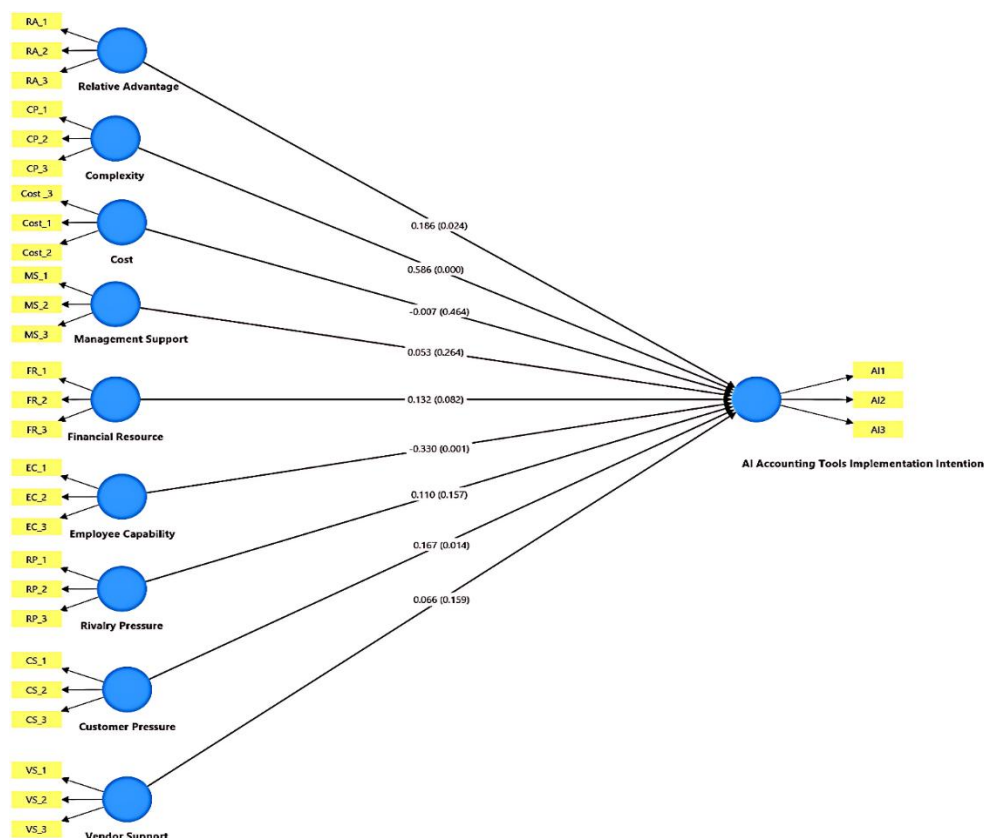 RA_1
RA_2
RA_3
Relative Advantage
CP_1
CP_2
CP_3
Complexity
Cost _3
Cost_1
Cost_2
Cost
MS_1
MS_2
MS_3
Management Support
FR_1
FR_2
FR_3
Financial Resource
EC_1
EC_2
EC_3
Employee Capability
RP_1
RP_2
RP_3
Rivalry Pressure
CS_1
CS_2
CS_3
Customer Pressure
VS_1
VS_2
VS_3
Vendor Support
0.186 (0.024)
0.586 (0.000)
-0.007 (0.464)
0.053 (0.264)
0.132 (0.082)
-0.330 (0.001)
0.110 (0.157)
0.167 (0.014)
0.066 (0.159)
AI1
AI2
AI3
AI Accounting Tools Implementation Intention